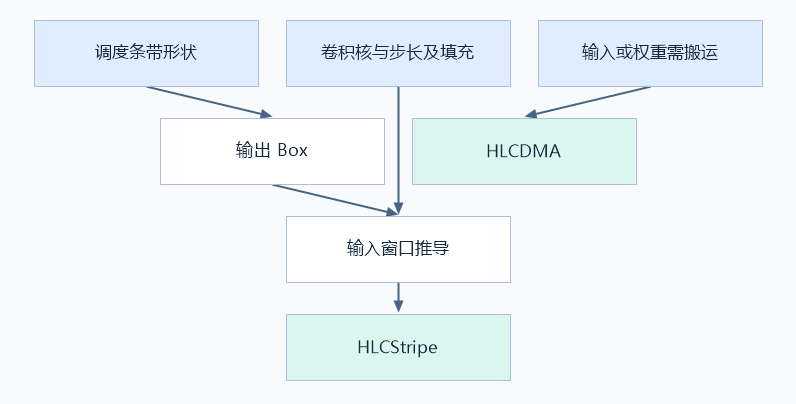 调度条带形状
卷积核与步长及填充
输入或权重需搬运
输出 Box
HLCDMA
输入窗口推导
HLCStripe